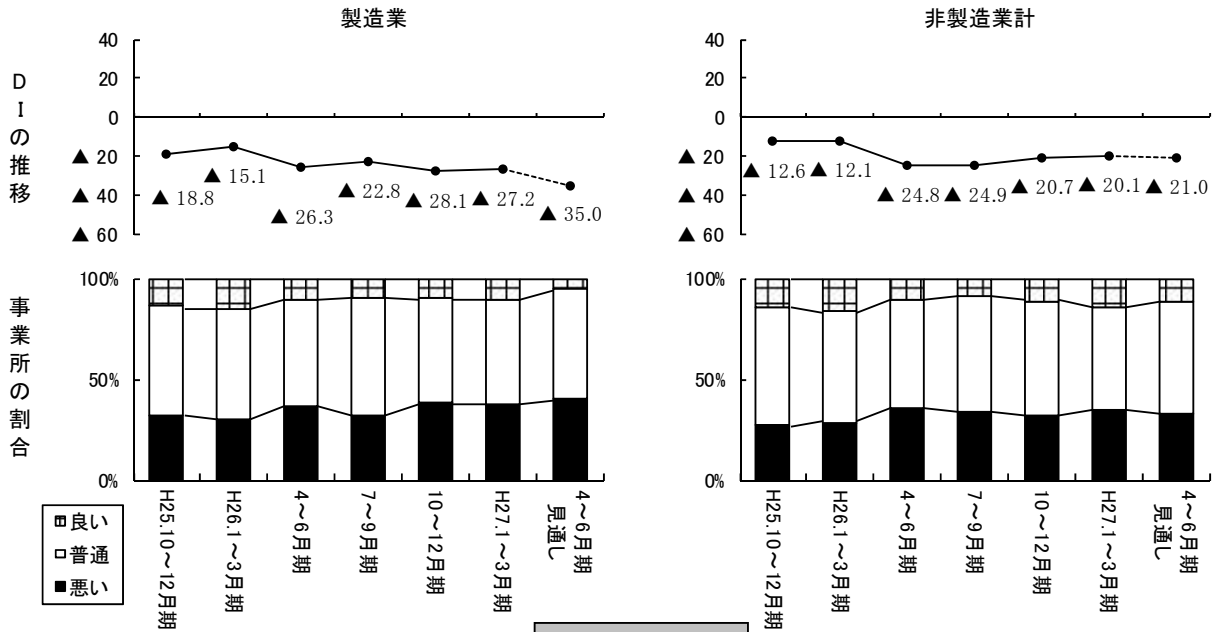 製造業
DIの推移
40
20
0
▲ 20
▲ 40
▲ 60
▲ 18.8
▲ 15.1
▲ 26.3
▲ 22.8
▲ 28.1
▲ 27.2
▲ 35.0
非製造業計
40
20
0
▲ 20
▲ 40
▲ 60
▲ 12.6
▲ 12.1
▲ 24.8
▲ 24.9
▲ 20.7
▲ 20.1
▲ 21.0
事業所の割合
100%
50%
0%
H25.10～12月期
H26.1～3月期
4～6月期
7～9月期
10～12月期
H27.1～3月期
4～6月期
見通し
100%
50%
0%
H25.10～12月期
H26.1～3月期
4～6月期
7～9月期
10～12月期
H27.1～3月期
4～6月期
見通し
良い
普通
悪い